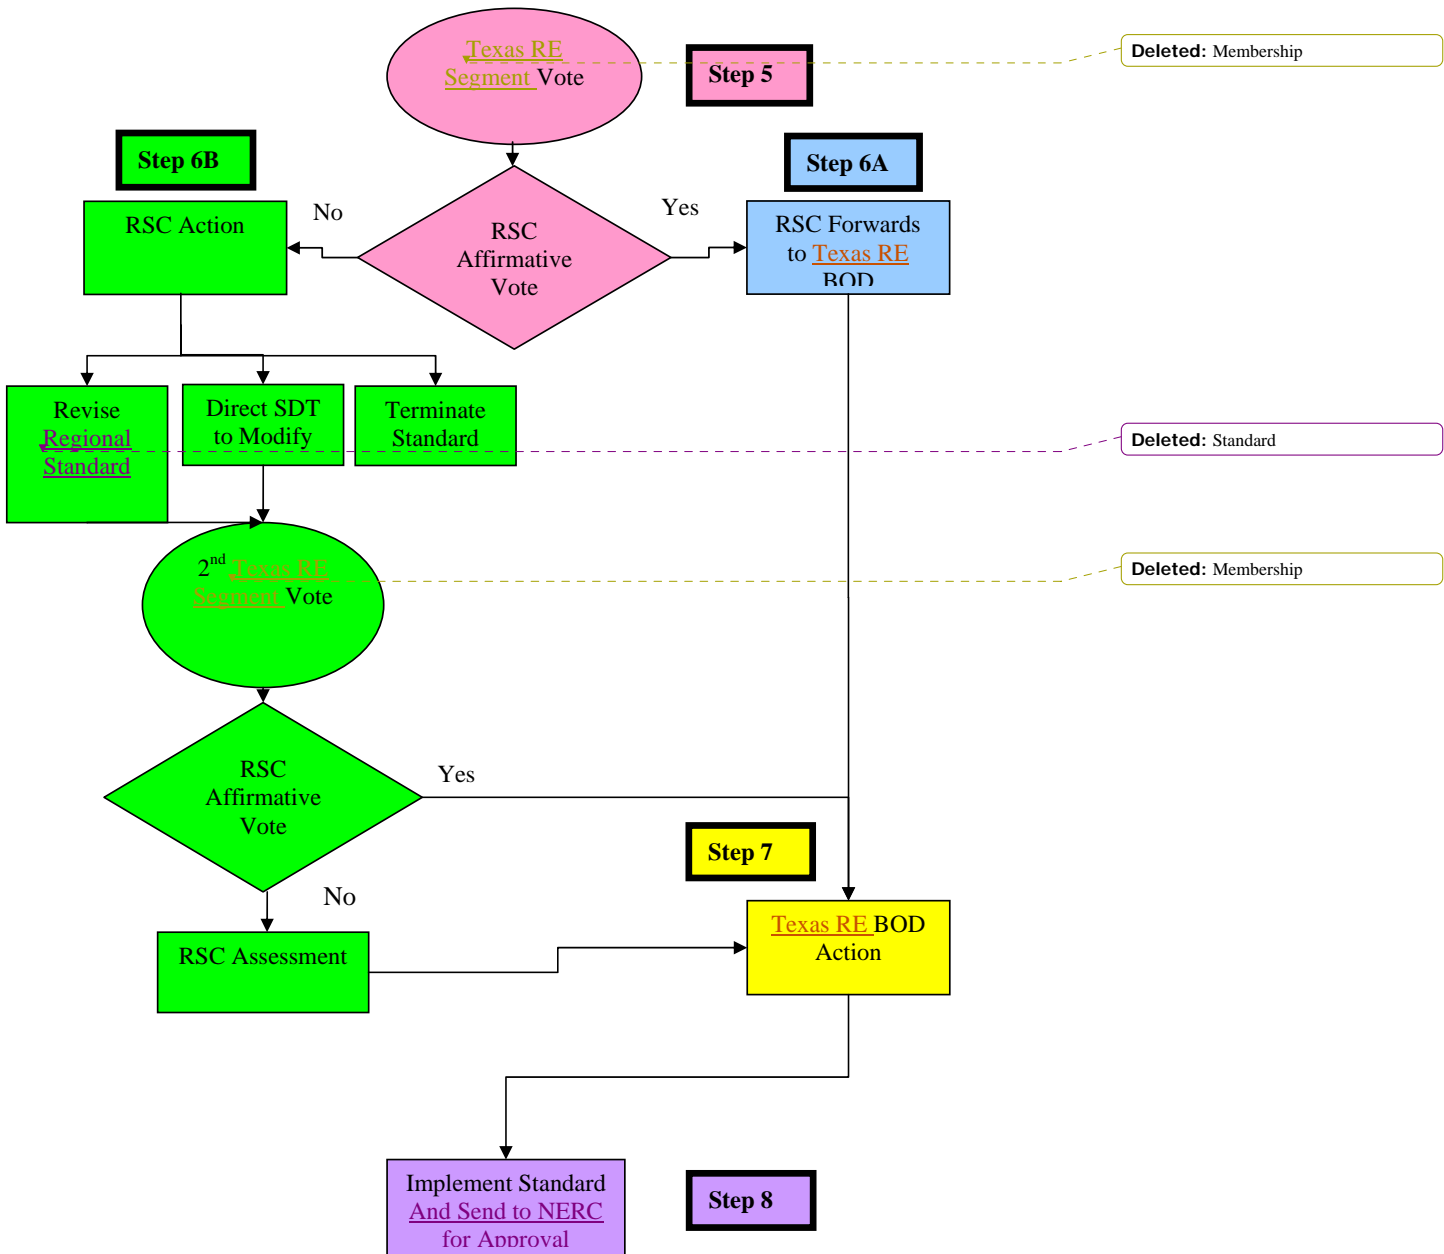 Texas RE
Segment Vote
Step 5
Deleted: Membership
Step 6B
Step 6A
RSC Action
No
RSC
Affirmative
Vote
Yes
RSC Forwards
to Texas RE
BOD
Revise
Regional
Standard
Direct SDT
to Modify
Terminate
Standard
Deleted: Standard
2nd Texas RE
Segment Vote
Deleted: Membership
RSC
Affirmative
Vote
Yes
No
Step 7
RSC Assessment
Texas RE BOD
Action
Implement Standard
And Send to NERC
for Approval
Step 8